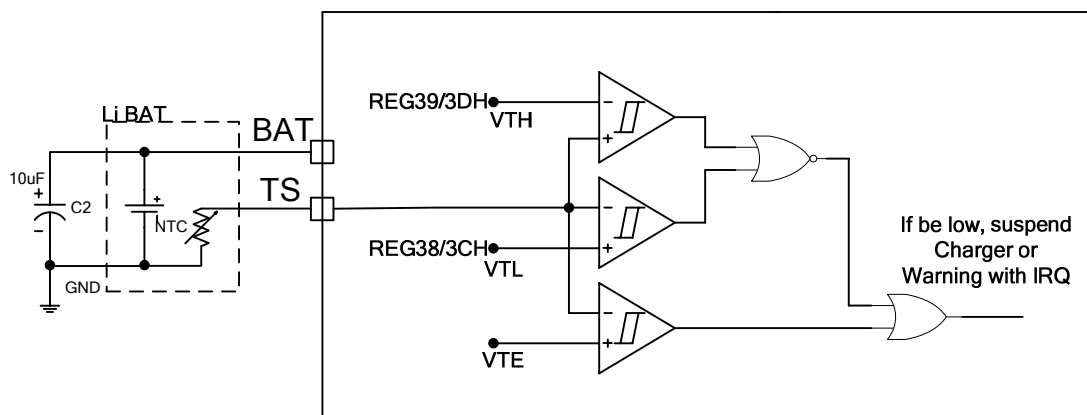 Li BAT
BAT
10uF
+
C2
-
+
NTC
GND
TS
REG39/3DH
VTH
-
+
REG38/3CH
VTL
-
+
VTE
-
+
If be low, suspend
Charger or
Warning with IRQ